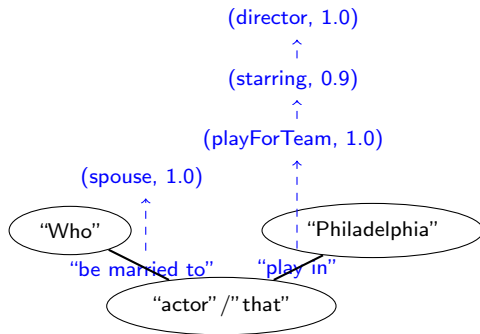 (director, 1.0)
(starring, 0.9)
(playForTeam, 1.0)
(spouse, 1.0)
“Who”
“Philadelphia”
“be married to”
“play in”
“actor”/”that”